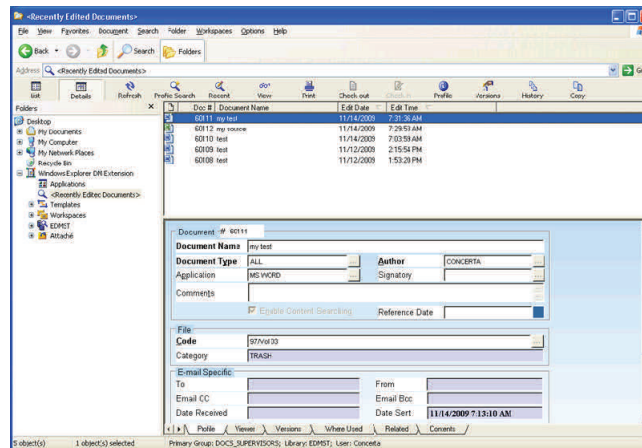 <Recently Edited Documents>
File View Favorites Document Search Folder Workspaces Options Help
Back Search Folders
Address <Recently Edited Documents>
List Details Refresh Profile Search Recent View Print Check out Profile Versions History Copy
Folders
Desktop
My Documents
My Computer
My Network Places
Recycle Bin
Windows Explorer DM Extension
Applications
<Recently Edited Documents>
Templates
Workspaces
EDMST
Attaché
Doc # Document Name Edit Date Edit Time
60111 my test 11/14/2009 7:31:36 AM
60112 my source 11/14/2009 7:29:53 AM
60110 test 11/14/2009 7:03:59 AM
60109 test 11/12/2009 2:15:54 PM
60108 test 11/12/2009 1:53:20 PM
Document # 60111
Document Name my test
Document Type ALL Author CONCERTA
Application MS WORD Signatory
Comments
Enable Content Searching Reference Date
File
Code 97/Vol 33
Category TRASH
E-mail Specific
To From
Email CC Email Bcc
Date Received Date Sert 11/14/2009 7:13:10 AM
Profile Viewer Versions Where Used Related Contents
5 object(s) 1 object(s) selected Primary Group: DOCS_SUPERVISORS; Library: EDMST; User: Concerta